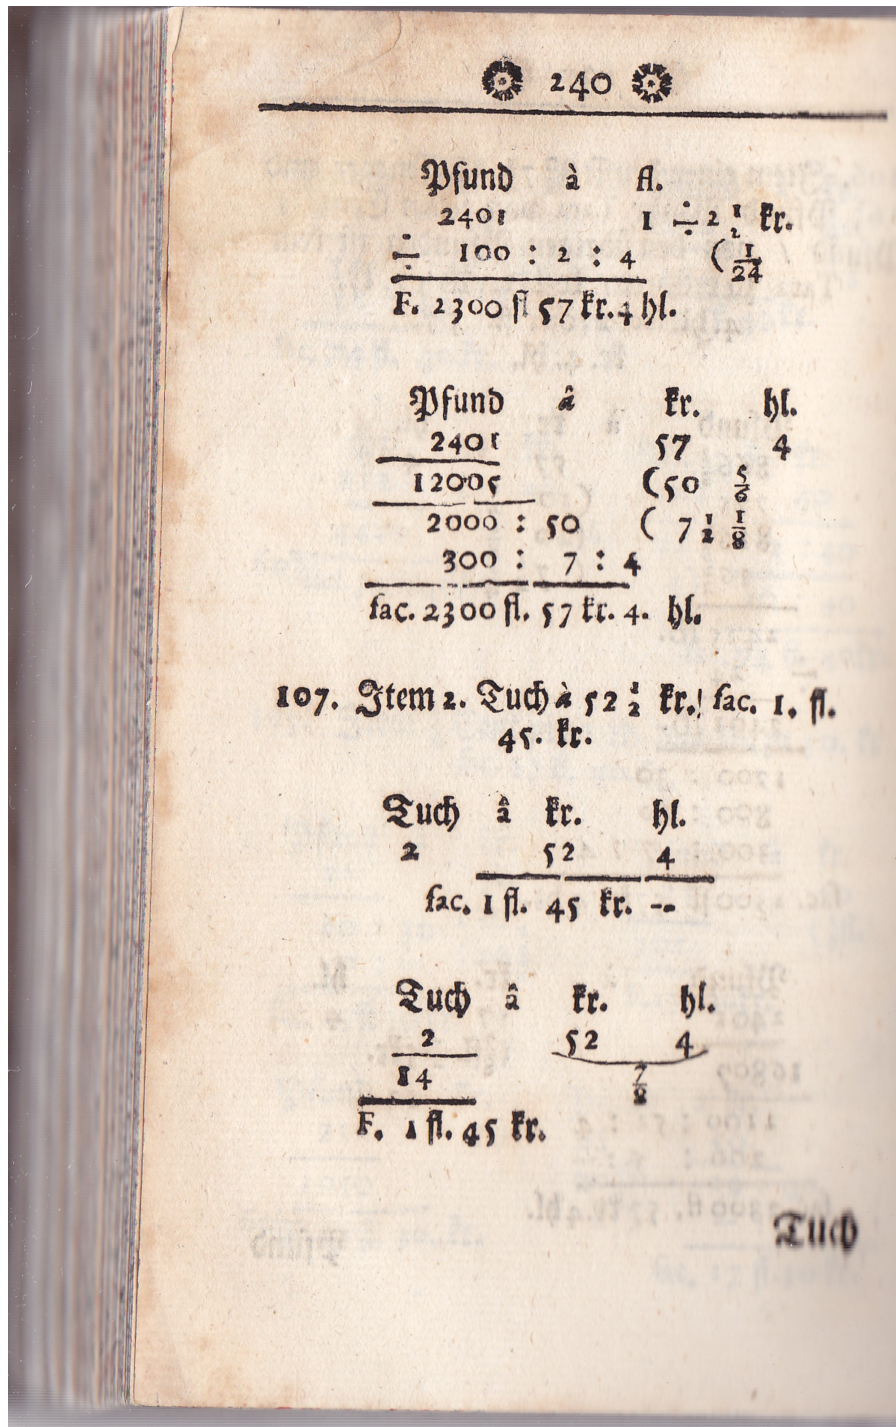 240
Pfund à fl.
2401 1 ÷ 2 1/2 kr.
÷ 100 : 2 : 4 ( 1/24
F. 2300 fl 57 kr. 4 hl.
Pfund â kr. hl.
2401 57 4
12005 (50 5/6
2000 : 50 ( 7 1/2 1/8
300 : 7 : 4
fac. 2300 fl. 57 kr. 4. hl.
107. Item 2. Tuch à 52 1/2 kr.! fac. 1. fl.
45. kr.
Tuch â kr. hl.
2 52 4
fac. 1 fl. 45 kr. --
Tuch â kr. hl.
2 52 4
14 7/8
F. 1 fl. 45 kr.
Tuch